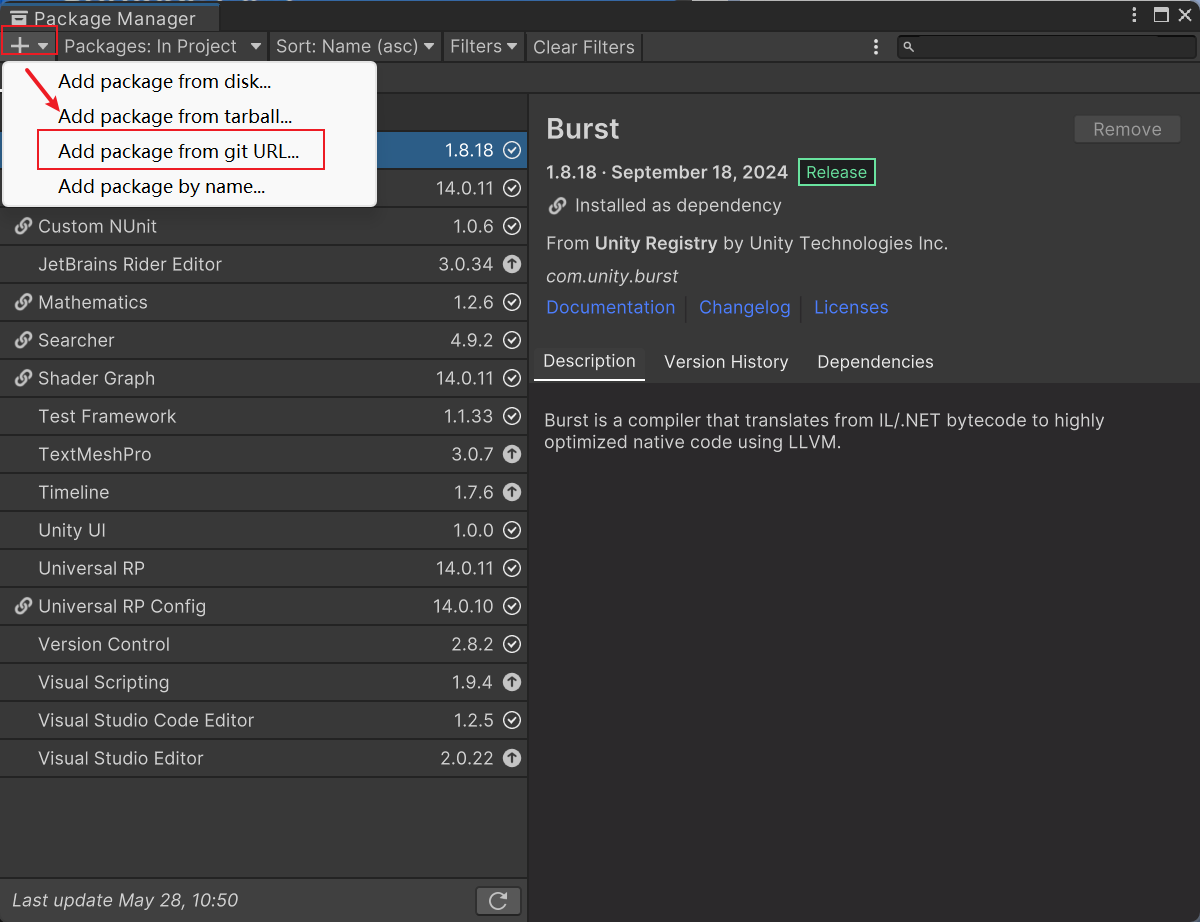 Package Manager
Packages: In Project
Sort: Name (asc)
Filters
Clear Filters
Add package from disk...
Add package from tarball...
Add package from git URL...
Add package by name...
1.8.18
14.0.11
Custom NUnit 1.0.6
JetBrains Rider Editor 3.0.34
Mathematics 1.2.6
Searcher 4.9.2
Shader Graph 14.0.11
Test Framework 1.1.33
TextMeshPro 3.0.7
Timeline 1.7.6
Unity UI 1.0.0
Universal RP 14.0.11
Universal RP Config 14.0.10
Version Control 2.8.2
Visual Scripting 1.9.4
Visual Studio Code Editor 1.2.5
Visual Studio Editor 2.0.22
Last update May 28, 10:50
Burst
Remove
1.8.18 · September 18, 2024 Release
Installed as dependency
From Unity Registry by Unity Technologies Inc.
com.unity.burst
Documentation Changelog Licenses
Description Version History Dependencies
Burst is a compiler that translates from IL/.NET bytecode to highly
optimized native code using LLVM.